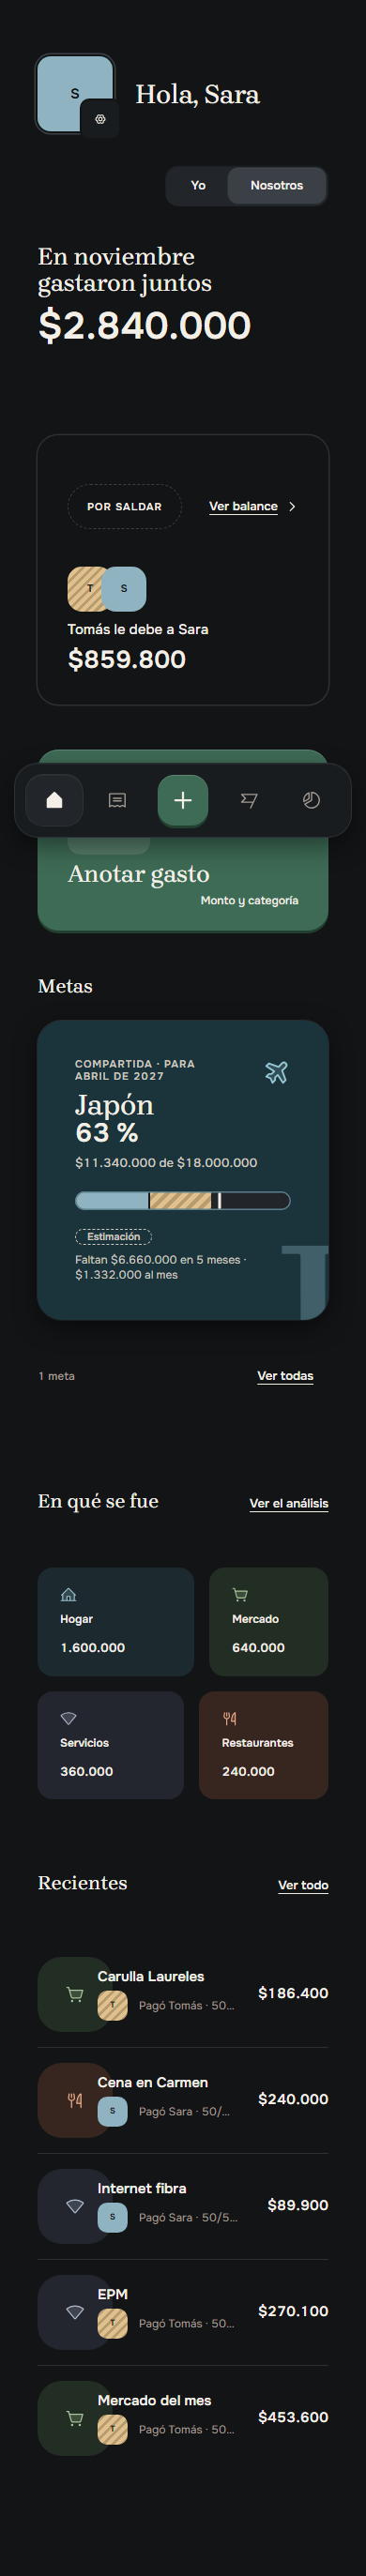 S
Hola, Sara
Yo
Nosotros
En noviembre
gastaron juntos
$2.840.000
POR SALDAR
Ver balance
T
S
Tomás le debe a Sara
$859.800
Anotar gasto
Monto y categoría
Metas
COMPARTIDA · PARA
ABRIL DE 2027
Japón
63 %
$11.340.000 de $18.000.000
Estimación
Faltan $6.660.000 en 5 meses ·
$1.332.000 al mes
1 meta
Ver todas
En qué se fue
Ver el análisis
Hogar
1.600.000
Mercado
640.000
Servicios
360.000
Restaurantes
240.000
Recientes
Ver todo
Carulla Laureles
T
Pagó Tomás · 50...
$186.400
Cena en Carmen
S
Pagó Sara · 50/...
$240.000
Internet fibra
S
Pagó Sara · 50/5...
$89.900
EPM
T
Pagó Tomás · 50...
$270.100
Mercado del mes
T
Pagó Tomás · 50...
$453.600